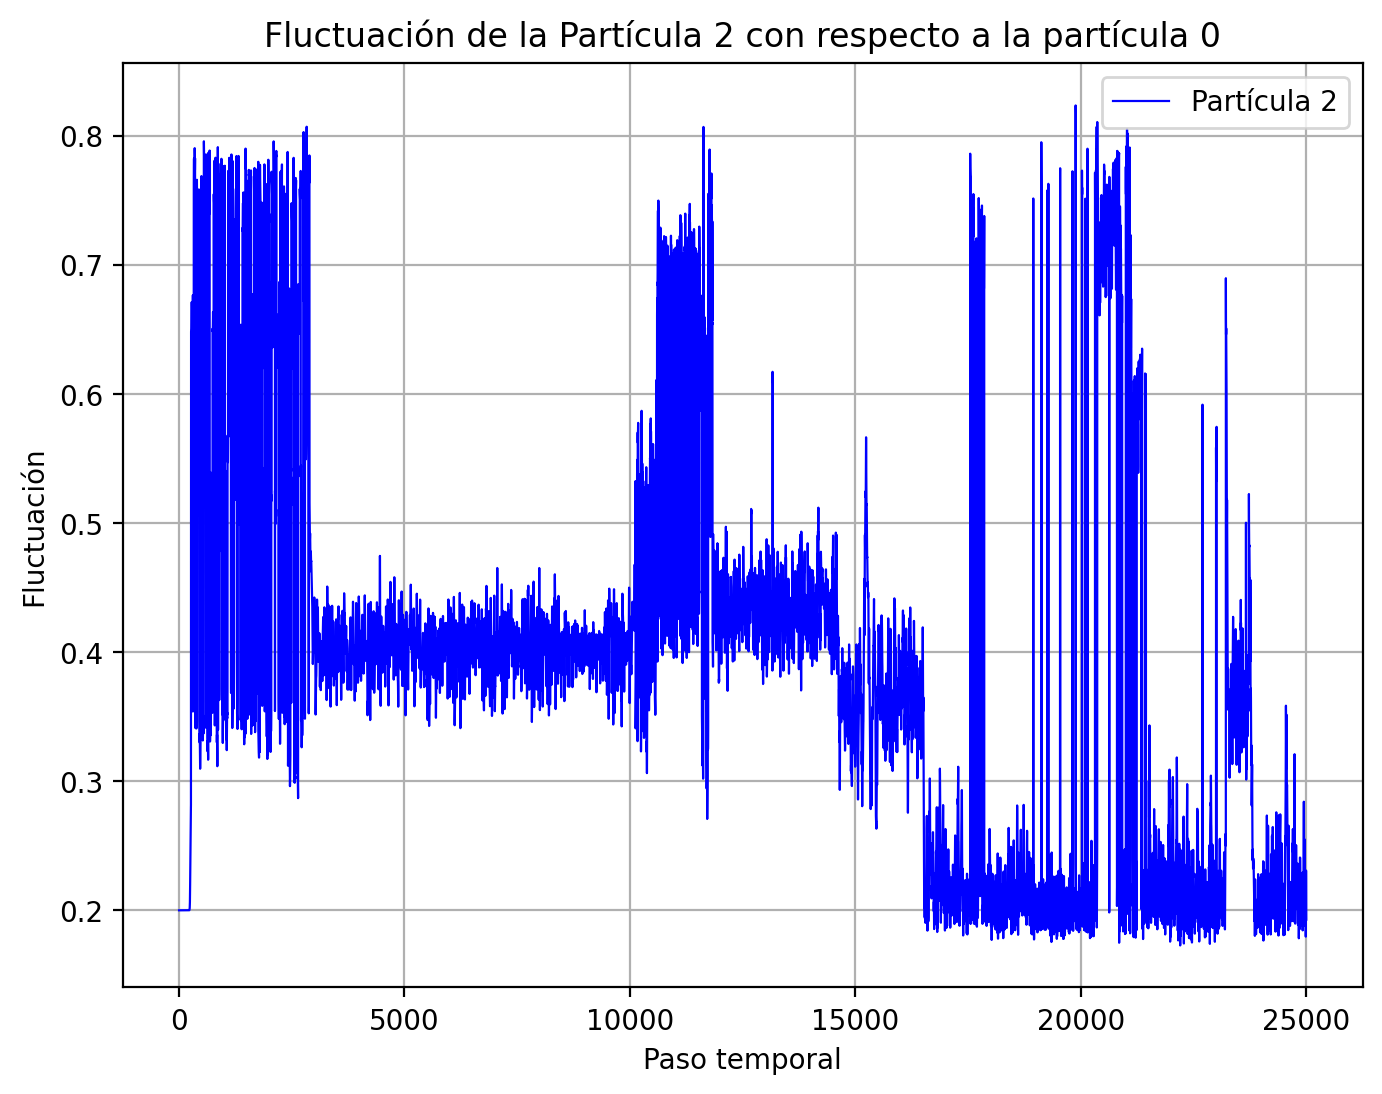 Fluctuación de la Partícula 2 con respecto a la partícula 0
Partícula 2
0.8
0.7
0.6
0.5
0.4
0.3
0.2
Fluctuación
0 5000 10000 15000 20000 25000
Paso temporal